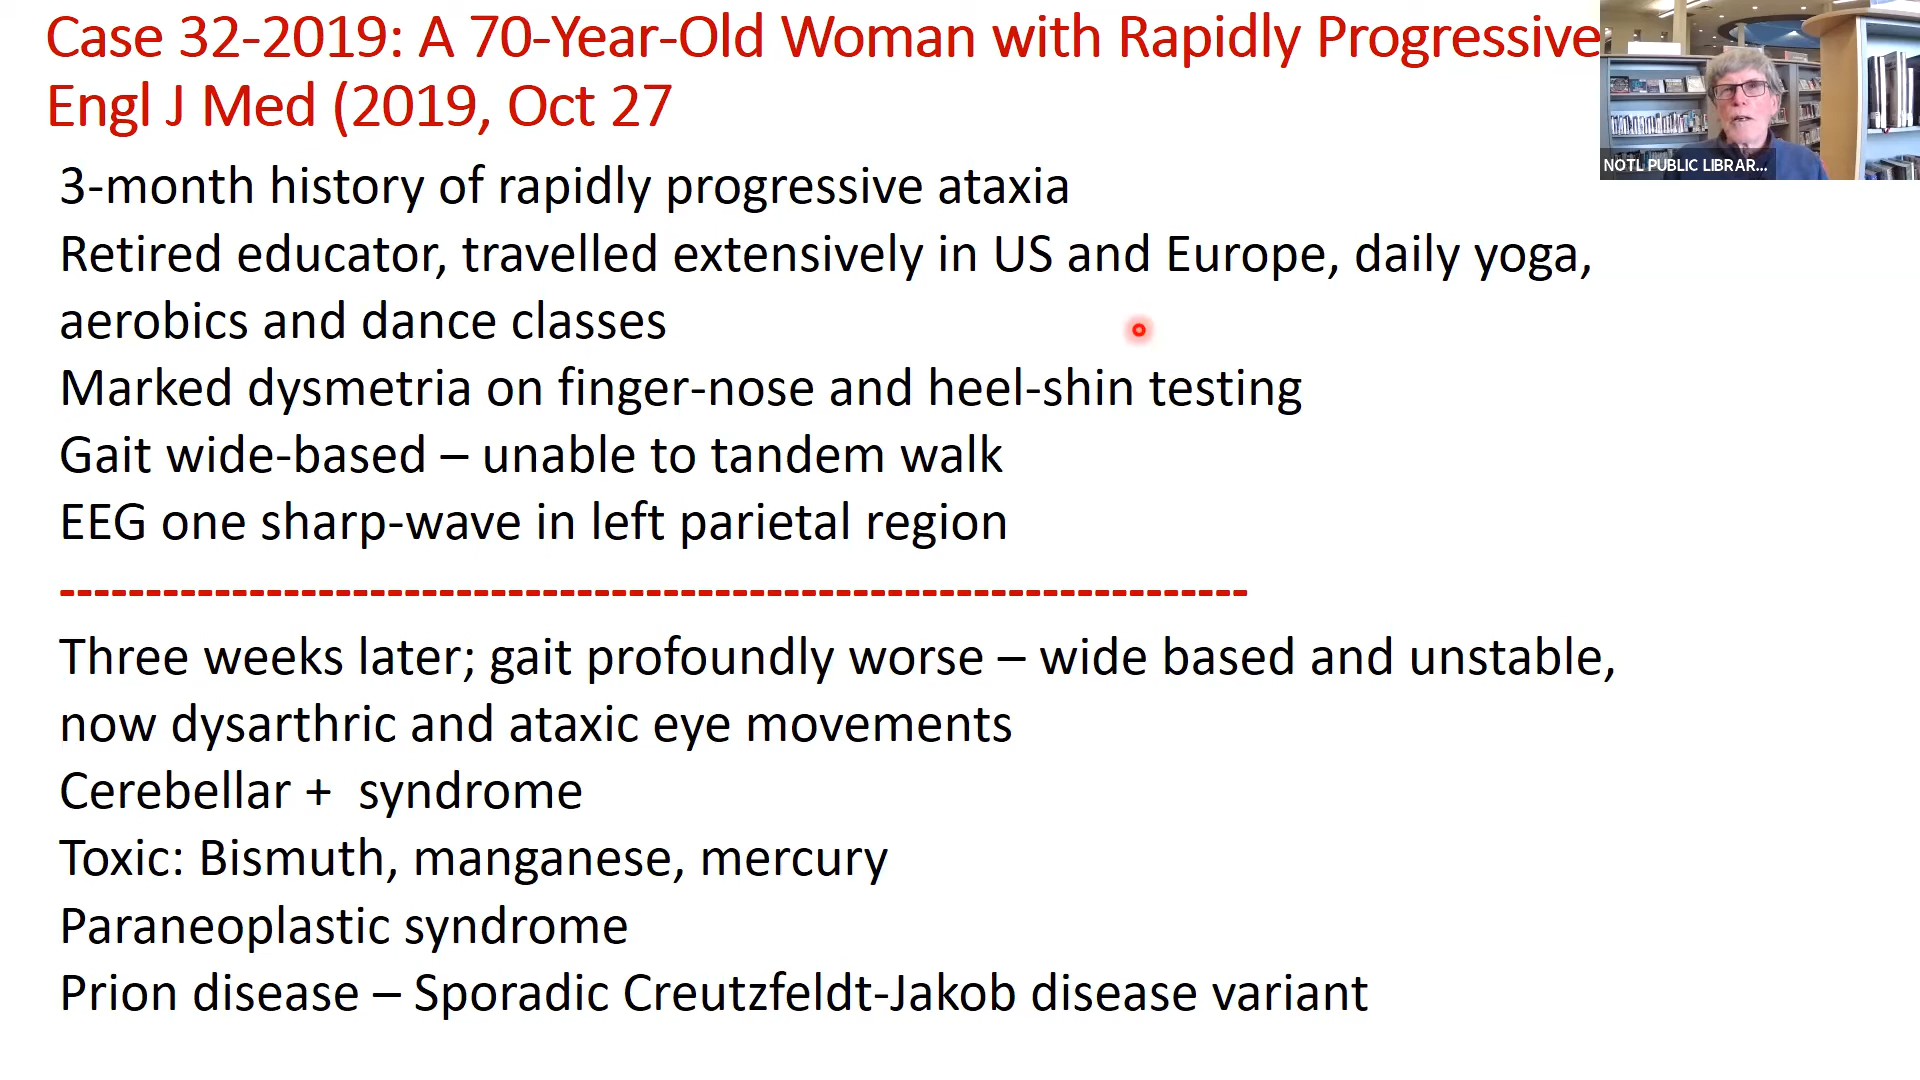 Case 32-2019: A 70-Year-Old Woman with Rapidly Progressive
Engl J Med (2019, Oct 27
NOTL PUBLIC LIBRAR...
3-month history of rapidly progressive ataxia
Retired educator, travelled extensively in US and Europe, daily yoga,
aerobics and dance classes
Marked dysmetria on finger-nose and heel-shin testing
Gait wide-based – unable to tandem walk
EEG one sharp-wave in left parietal region
---------------------------------------------------------------------
Three weeks later; gait profoundly worse – wide based and unstable,
now dysarthric and ataxic eye movements
Cerebellar +  syndrome
Toxic: Bismuth, manganese, mercury
Paraneoplastic syndrome
Prion disease – Sporadic Creutzfeldt-Jakob disease variant